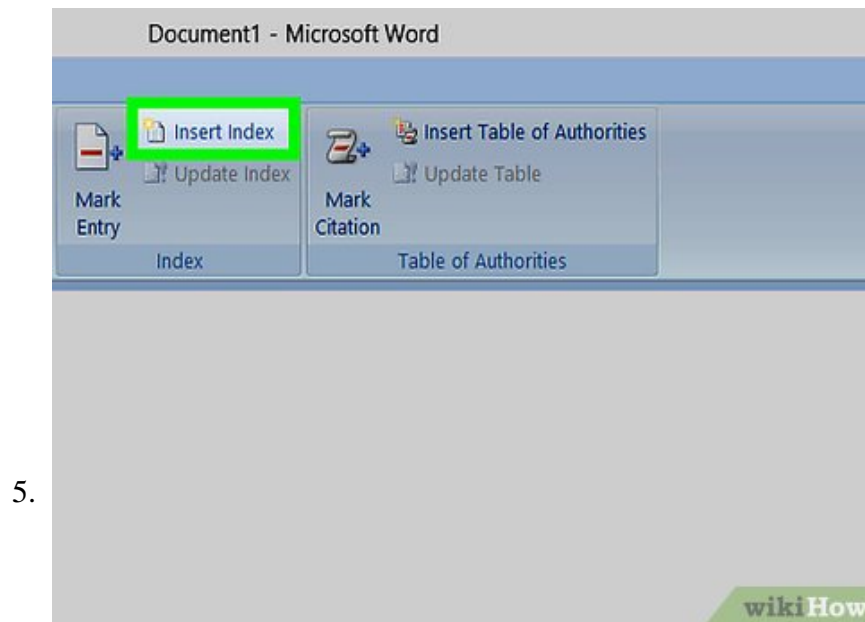 Document1 - Microsoft Word
Insert Index
Update Index
Mark
Entry
Index
Insert Table of Authorities
Update Table
Mark
Citation
Table of Authorities
5.
wikiHow